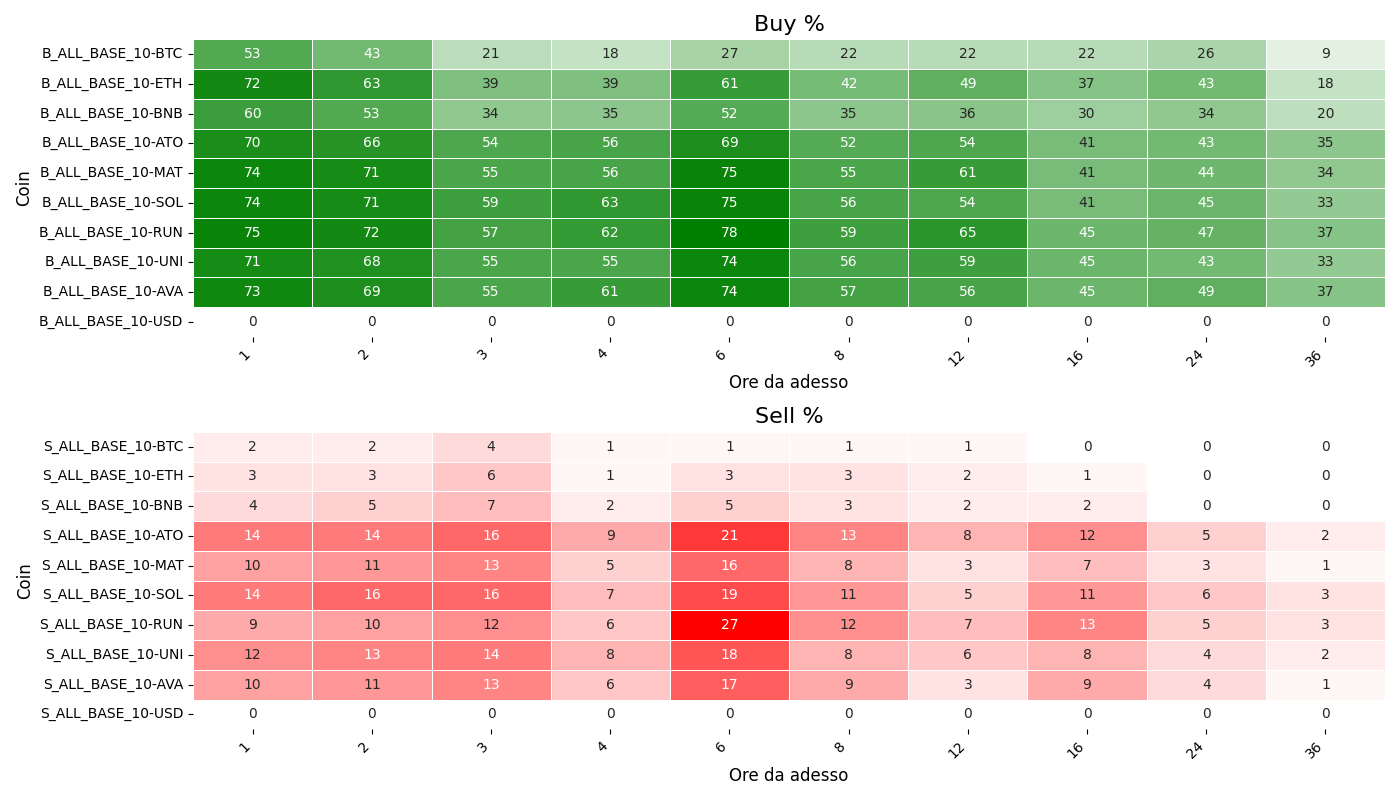 Buy %
Coin
B_ALL_BASE_10-BTC 53 43 21 18 27 22 22 22 26 9
B_ALL_BASE_10-ETH 72 63 39 39 61 42 49 37 43 18
B_ALL_BASE_10-BNB 60 53 34 35 52 35 36 30 34 20
B_ALL_BASE_10-ATO 70 66 54 56 69 52 54 41 43 35
B_ALL_BASE_10-MAT 74 71 55 56 75 55 61 41 44 34
B_ALL_BASE_10-SOL 74 71 59 63 75 56 54 41 45 33
B_ALL_BASE_10-RUN 75 72 57 62 78 59 65 45 47 37
B_ALL_BASE_10-UNI 71 68 55 55 74 56 59 45 43 33
B_ALL_BASE_10-AVA 73 69 55 61 74 57 56 45 49 37
B_ALL_BASE_10-USD 0 0 0 0 0 0 0 0 0 0
1 2 3 4 6 8 12 16 24 36
Ore da adesso
Sell %
Coin
S_ALL_BASE_10-BTC 2 2 4 1 1 1 1 0 0 0
S_ALL_BASE_10-ETH 3 3 6 1 3 3 2 1 0 0
S_ALL_BASE_10-BNB 4 5 7 2 5 3 2 2 0 0
S_ALL_BASE_10-ATO 14 14 16 9 21 13 8 12 5 2
S_ALL_BASE_10-MAT 10 11 13 5 16 8 3 7 3 1
S_ALL_BASE_10-SOL 14 16 16 7 19 11 5 11 6 3
S_ALL_BASE_10-RUN 9 10 12 6 27 12 7 13 5 3
S_ALL_BASE_10-UNI 12 13 14 8 18 8 6 8 4 2
S_ALL_BASE_10-AVA 10 11 13 6 17 9 3 9 4 1
S_ALL_BASE_10-USD 0 0 0 0 0 0 0 0 0 0
1 2 3 4 6 8 12 16 24 36
Ore da adesso